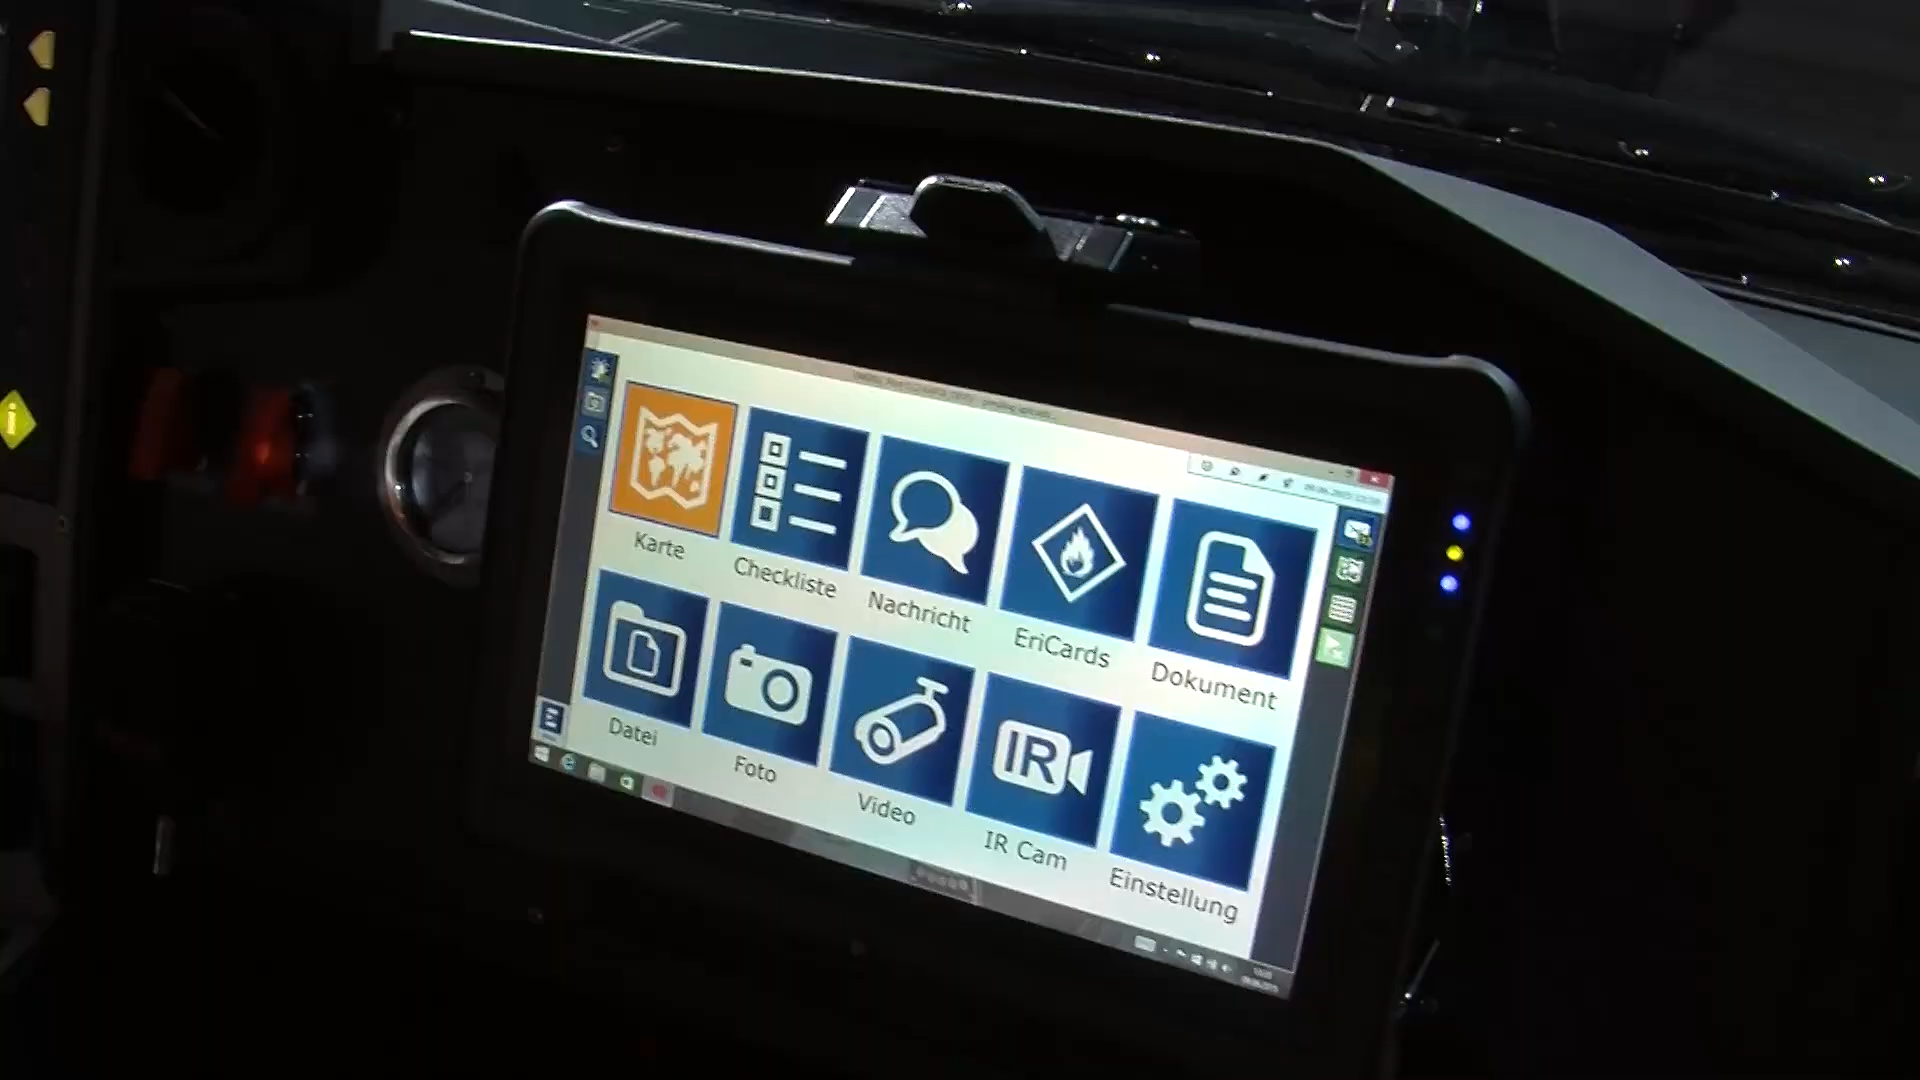 Karte
Checkliste
Nachricht
EriCards
Dokument
Datei
Foto
Video
IR
IR Cam
Einstellung